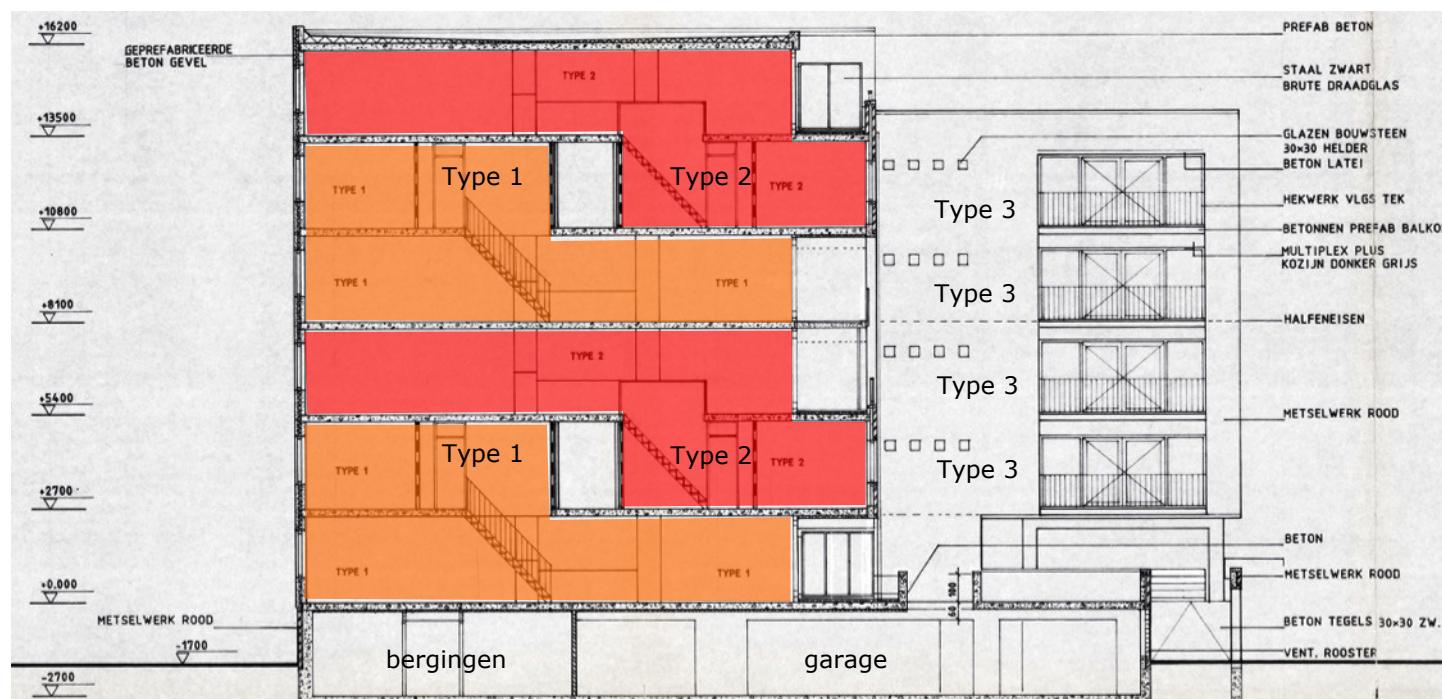 +16200
+13500
+10800
+8100
+5400
+2700
+0.000
-1700
-2700
GEPREFABRICEERDE
BETON GEVEL
METSELWERK ROOD
TYPE 2
TYPE 1
Type 1
Type 2
TYPE 2
TYPE 1
TYPE 1
TYPE 2
TYPE 1
Type 1
Type 2
TYPE 2
TYPE 1
TYPE 1
bergingen
garage
Type 3
Type 3
Type 3
Type 3
60 100
PREFAB BETON
STAAL ZWART
BRUTE DRAADGLAS
GLAZEN BOUWSTEEN
30×30 HELDER
BETON LATEI
HEKWERK VLGS TEK
BETONNEN PREFAB BALKO
MULTIPLEX PLUS
KOZIJN DONKER GRIJS
HALFENEISEN
METSELWERK ROOD
BETON
METSELWERK ROOD
BETON TEGELS 30×30 ZW.
VENT. ROOSTER